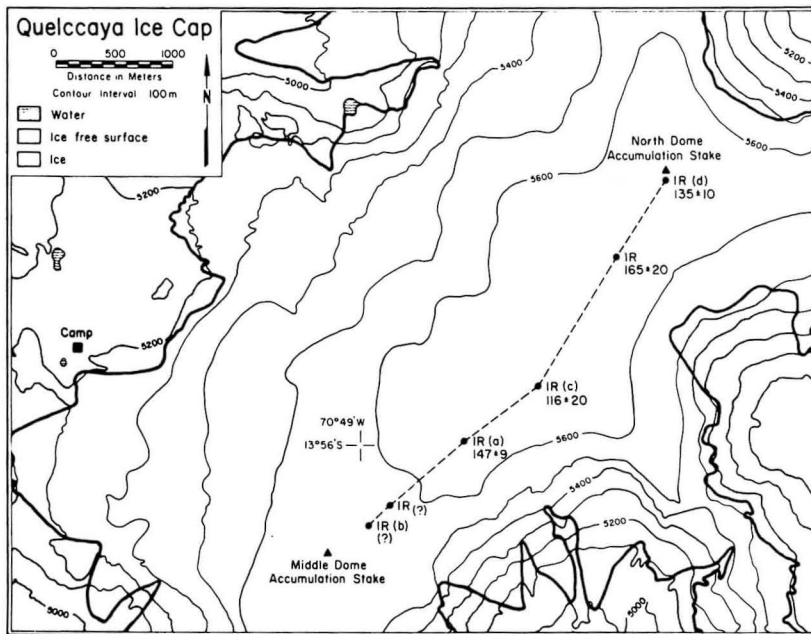 Quelccaya Ice Cap
0 500 1000
Distance in Meters
Contour Interval 100m
N
Water
Ice free surface
Ice
5000
5400
5200
5400
5600
5600
5200
North Dome
Accumulation Stake
IR (d)
135±10
IR
165±20
Camp
5200
IR (c)
116±20
70°49'W
13°56'S
IR (a)
147±9
5600
5400
5200
IR (?)
IR (b)
(?)
Middle Dome
Accumulation Stake
5000
5000